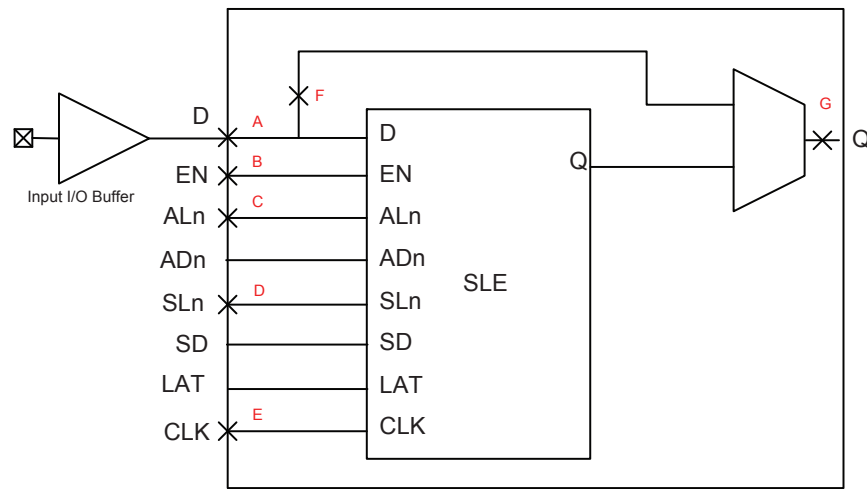 F
G
D
A
D
Q
Q
Input I/O Buffer
EN
B
EN
ALn
C
ALn
ADn
ADn
SLE
SLn
D
SLn
SD
SD
LAT
LAT
CLK
E
CLK